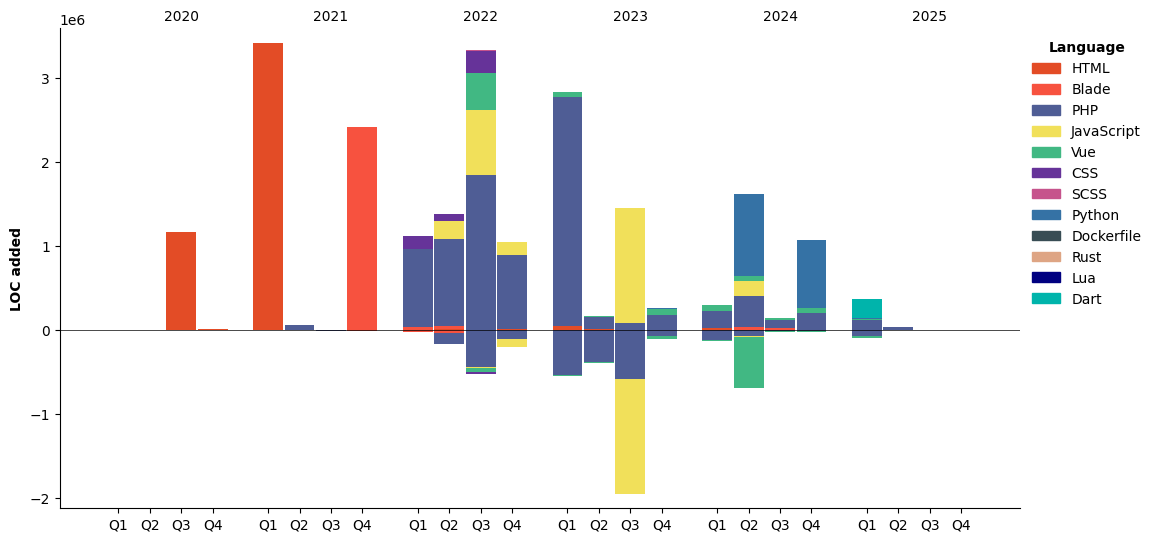 1e6
2020 2021 2022 2023 2024 2025
LOC added
3
2
1
0
−1
−2
Q1 Q2 Q3 Q4 Q1 Q2 Q3 Q4 Q1 Q2 Q3 Q4 Q1 Q2 Q3 Q4 Q1 Q2 Q3 Q4 Q1 Q2 Q3 Q4
Language
HTML
Blade
PHP
JavaScript
Vue
CSS
SCSS
Python
Dockerfile
Rust
Lua
Dart